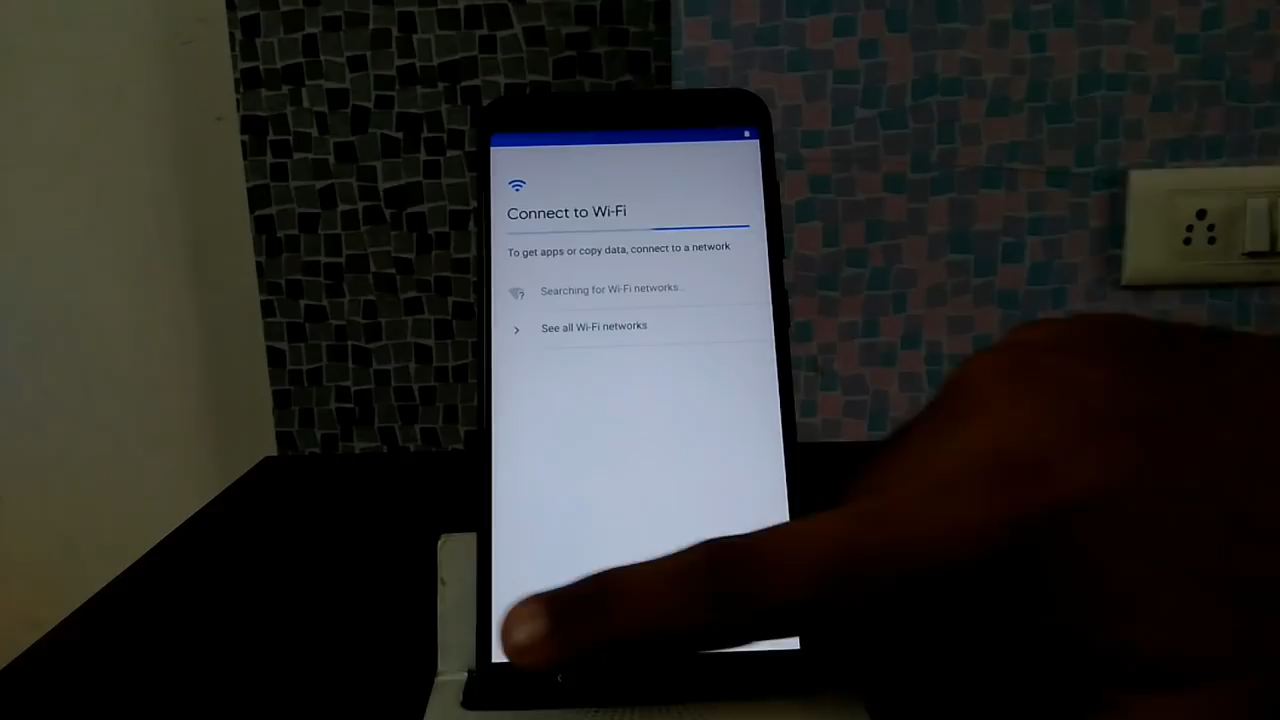 Connect to Wi-Fi
To get apps or copy data, connect to a network
Searching for Wi-Fi networks...
See all Wi-Fi networks